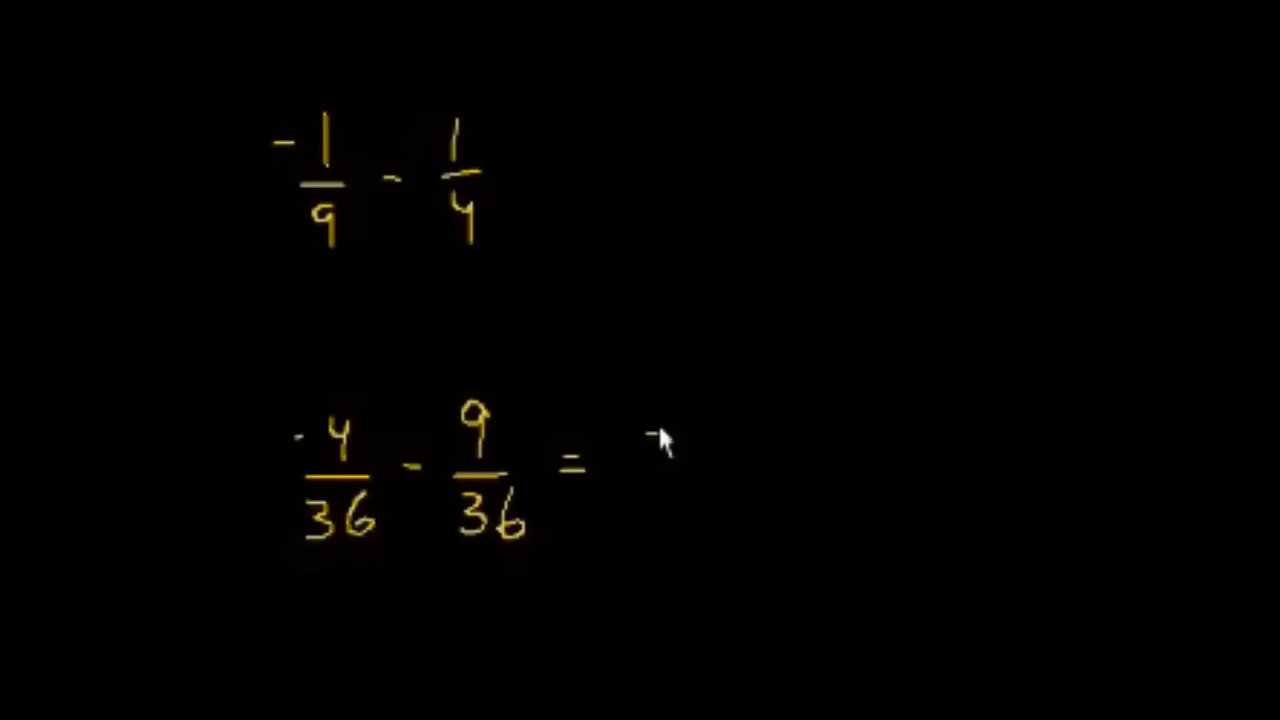 -1/9 - 1/4
-4/36 - 9/36 = -